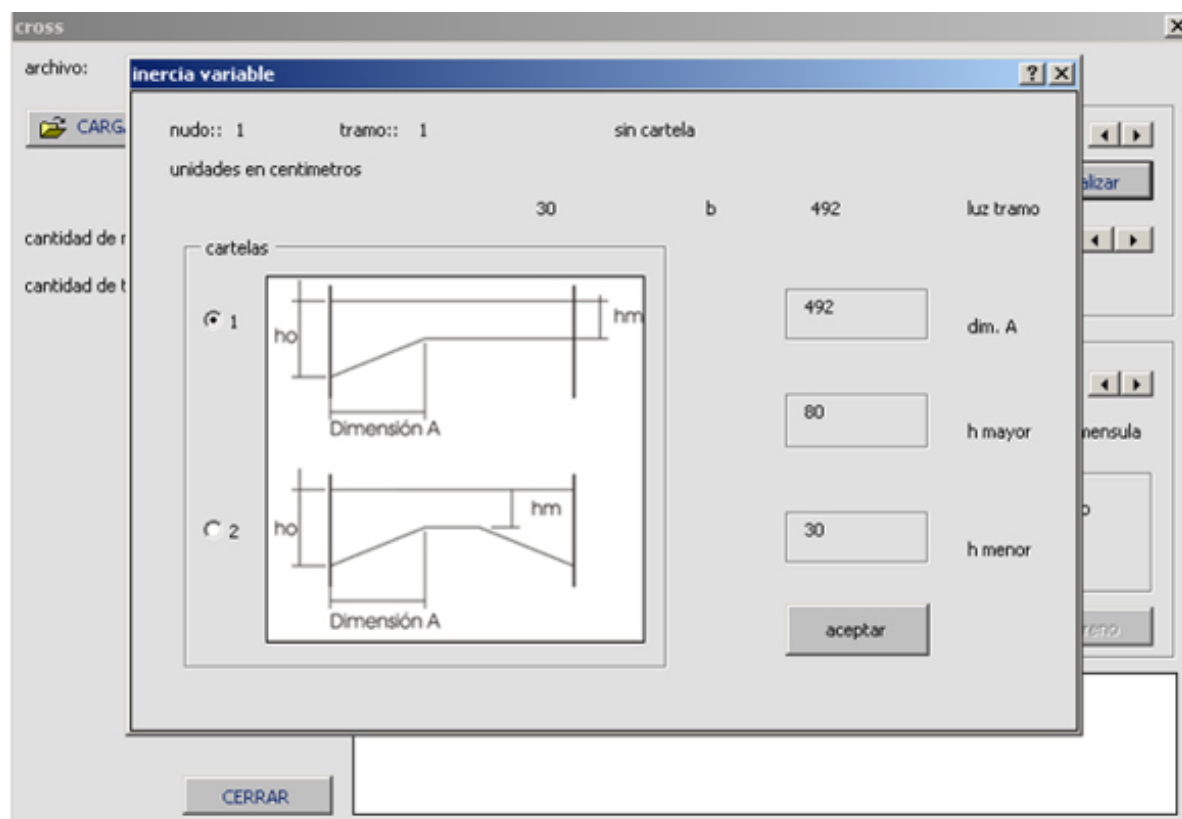 cross
archivo:
inercia variable
CARGA
nudo:: 1 tramo:: 1 sin cartela
unidades en centimetros
alizar
30 b 492 luz tramo
cantidad de
cartelas
cantidad de t
1
ho
hm
Dimensión A
492
dim. A
80
h mayor
mensula
2
ho
hm
Dimensión A
30
h menor
aceptar
reno
CERRAR